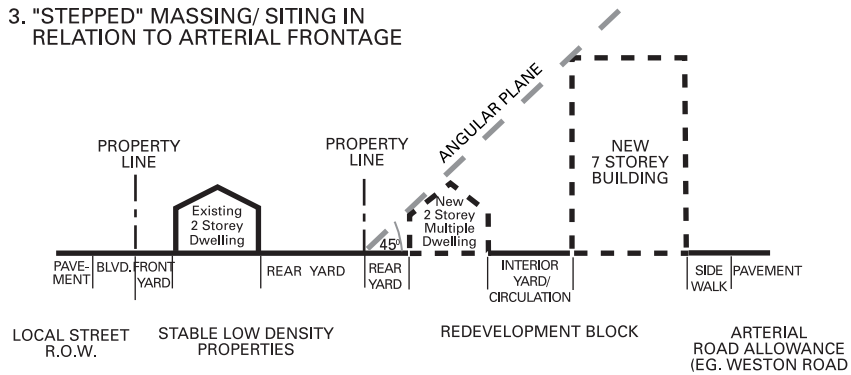 3. "STEPPED" MASSING/ SITING IN
RELATION TO ARTERIAL FRONTAGE
ANGULAR PLANE
PROPERTY
LINE
PROPERTY
LINE
NEW
7 STOREY
BUILDING
Existing
2 Storey
Dwelling
New
2 Storey
Multiple
Dwelling
45°
PAVE-
MENT
BLVD.
FRONT
YARD
REAR YARD
REAR
YARD
INTERIOR
YARD/
CIRCULATION
SIDE
WALK
PAVEMENT
LOCAL STREET
R.O.W.
STABLE LOW DENSITY
PROPERTIES
REDEVELOPMENT BLOCK
ARTERIAL
ROAD ALLOWANCE
(EG. WESTON ROAD